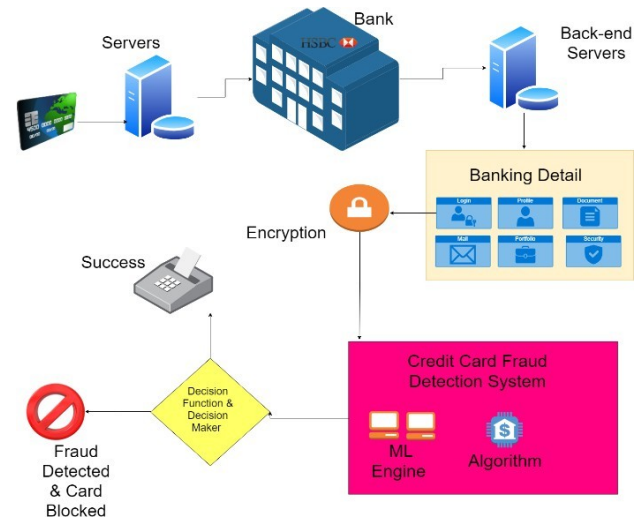 Servers
Bank
HSBC
Back-end
Servers
Banking Detail
Login
Profile
Document
Mail
Portfolio
Security
Encryption
Success
Credit Card Fraud
Detection System
ML
Engine
Algorithm
Decision
Function &
Decision
Maker
Fraud
Detected
& Card
Blocked